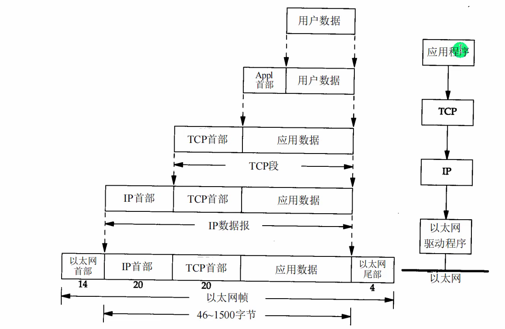 用户数据
应用程序
Appl
首部
用户数据
TCP
TCP首部
应用数据
TCP段
IP
IP首部
TCP首部
应用数据
IP数据报
以太网
驱动程序
以太网
首部
IP首部
TCP首部
应用数据
以太网
尾部
以太网
14
20
20
4
以太网帧
46~1500字节